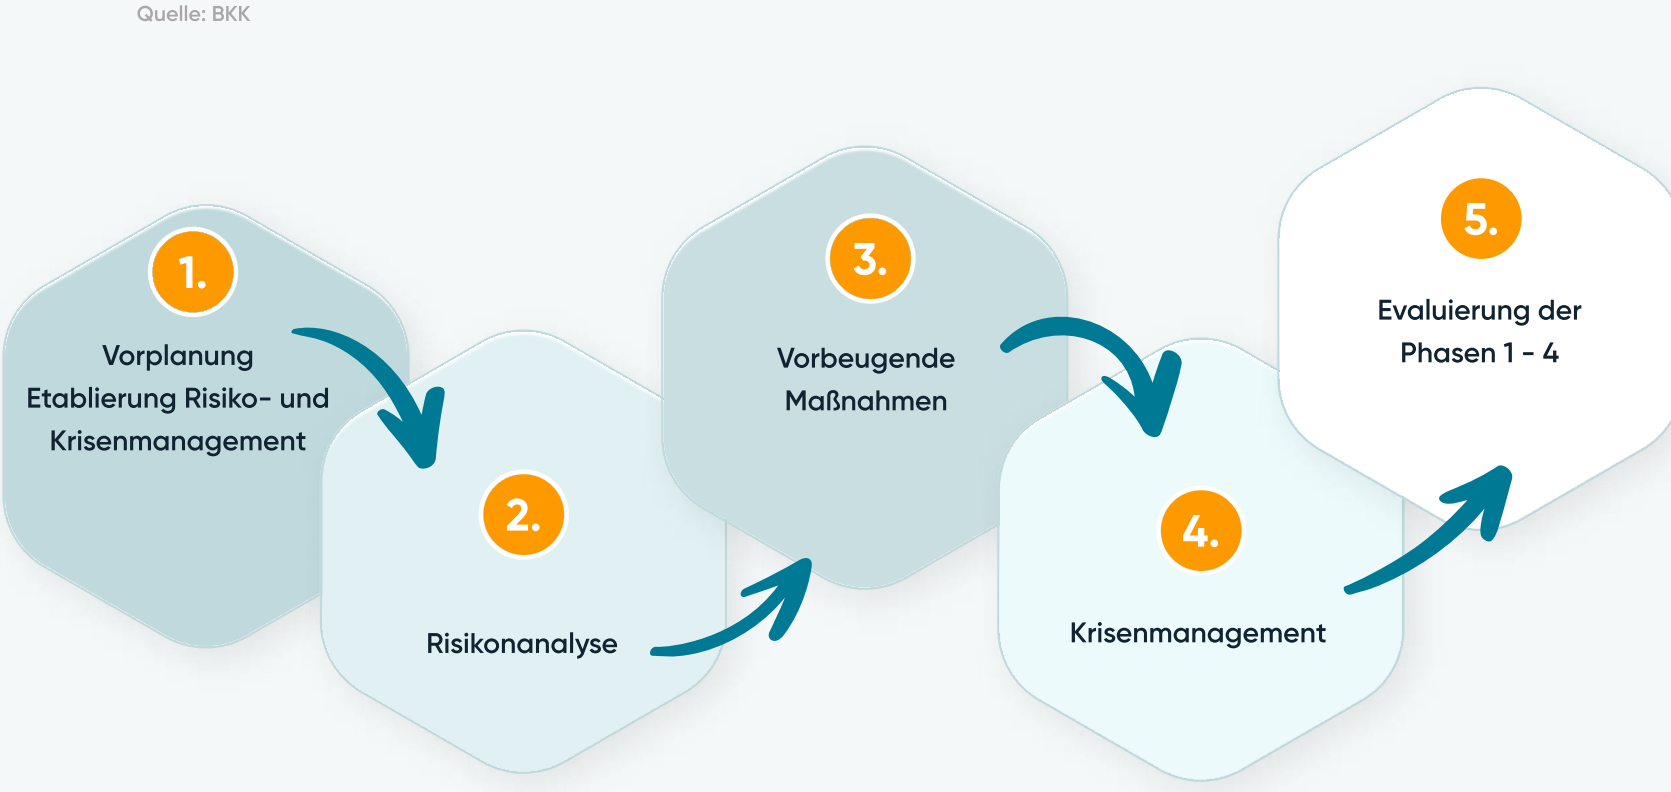 Quelle: BKK
1.
Vorplanung
Etablierung Risiko- und
Krisenmanagement
2.
Risikonanalyse
3.
Vorbeugende
Maßnahmen
4.
Krisenmanagement
5.
Evaluierung der
Phasen 1 - 4